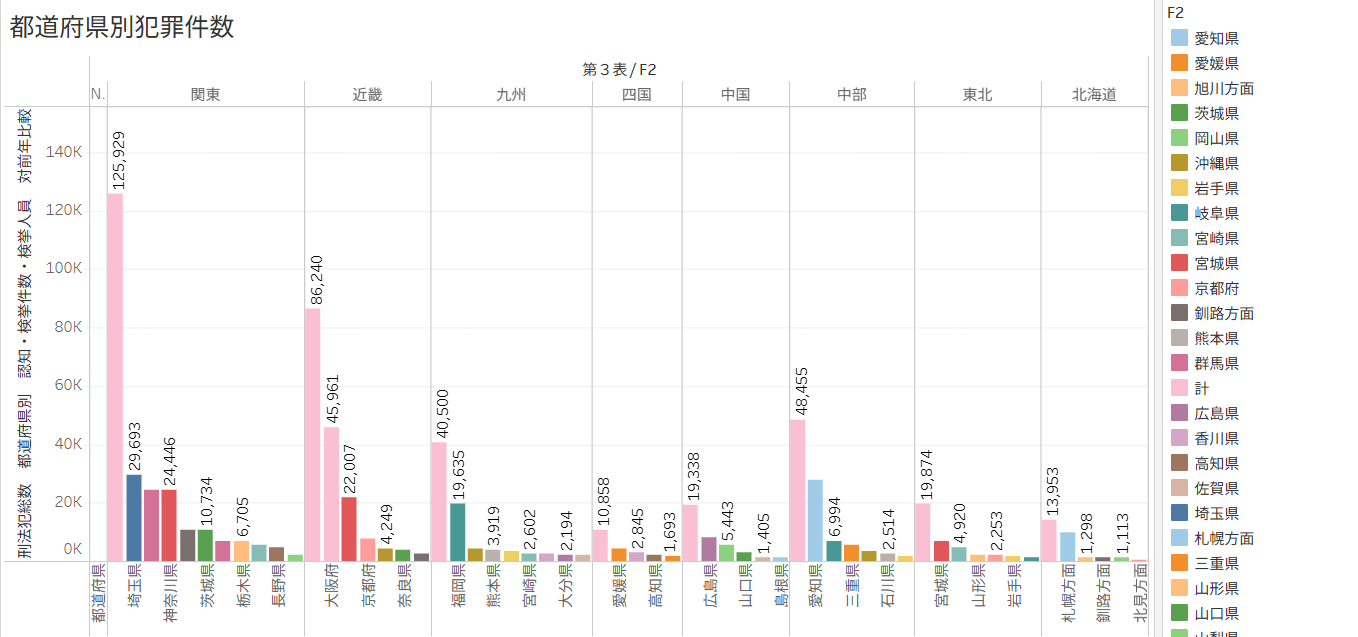 都道府県別犯罪件数
第３表 / F2
N.
関東
近畿
九州
四国
中国
中部
東北
北海道
刑法犯総数　都道府県別　認知・検挙件数・検挙人員　対前年比較
140K
120K
100K
80K
60K
40K
20K
0K
125,929
29,693
24,446
10,734
6,705
86,240
45,961
22,007
4,249
40,500
19,635
3,919
2,602
2,194
10,858
2,845
1,693
19,338
5,443
1,405
48,455
6,994
2,514
19,874
4,920
2,253
13,953
1,298
1,113
都道府県
埼玉県
神奈川県
茨城県
栃木県
長野県
大阪府
京都府
奈良県
福岡県
熊本県
宮崎県
大分県
愛媛県
高知県
広島県
山口県
島根県
愛知県
三重県
石川県
宮城県
山形県
岩手県
札幌方面
釧路方面
北見方面
F2
愛知県
愛媛県
旭川方面
茨城県
岡山県
沖縄県
岩手県
岐阜県
宮崎県
宮城県
京都府
釧路方面
熊本県
群馬県
計
広島県
香川県
高知県
佐賀県
埼玉県
札幌方面
三重県
山形県
山口県
山梨県